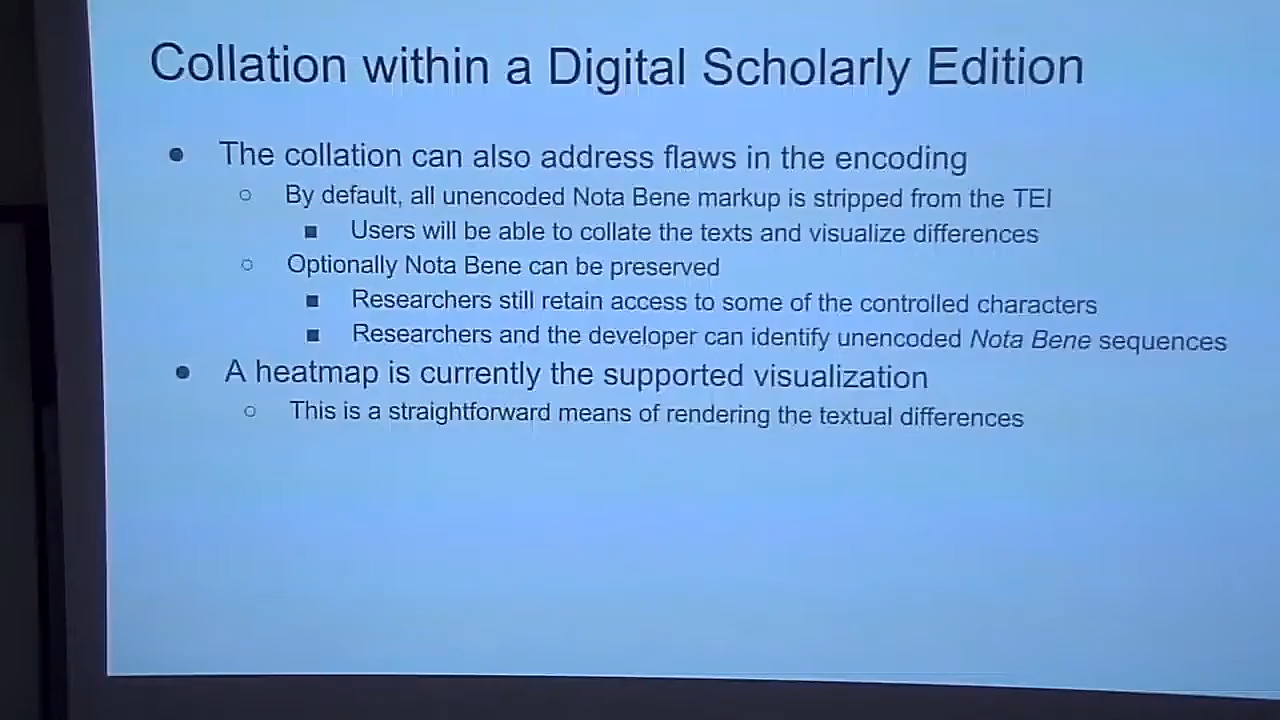 Collation within a Digital Scholarly Edition
● The collation can also address flaws in the encoding
○ By default, all unencoded Nota Bene markup is stripped from the TEI
■ Users will be able to collate the texts and visualize differences
○ Optionally Nota Bene can be preserved
■ Researchers still retain access to some of the controlled characters
■ Researchers and the developer can identify unencoded Nota Bene sequences
● A heatmap is currently the supported visualization
○ This is a straightforward means of rendering the textual differences